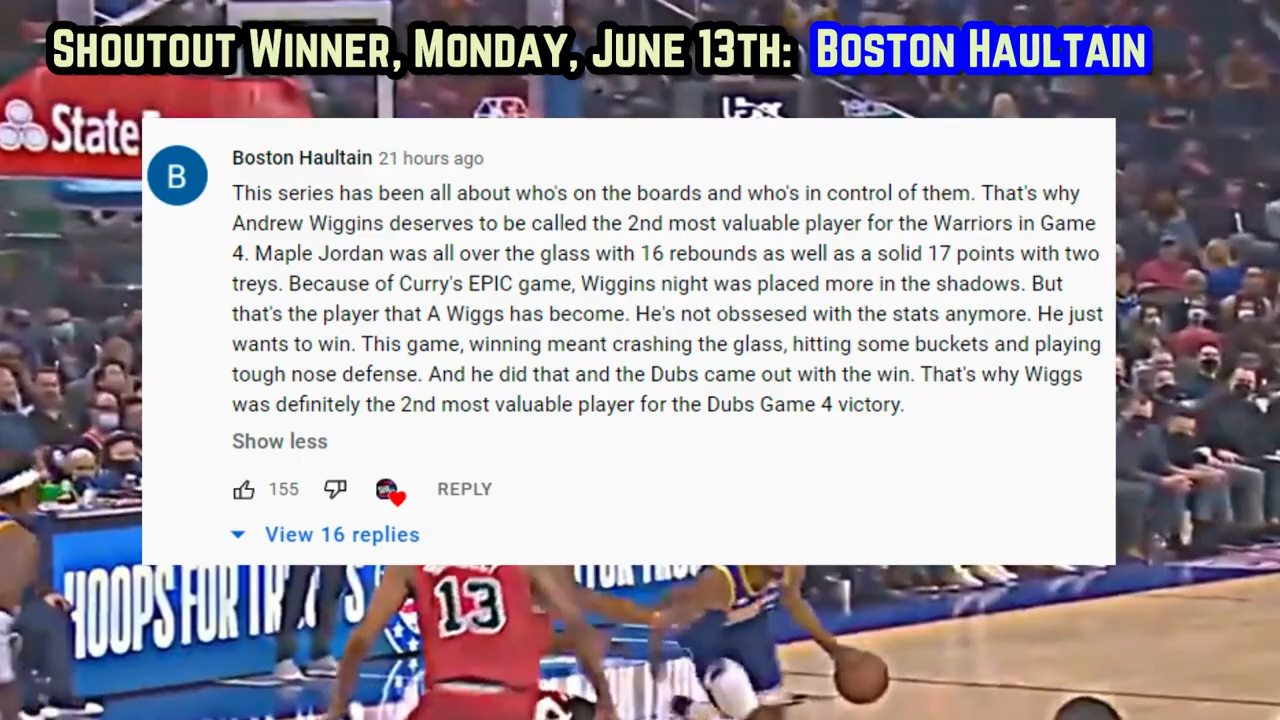 SHOUTOUT WINNER, MONDAY, JUNE 13TH: BOSTON HAULTAIN
State
B
Boston Haultain 21 hours ago
This series has been all about who's on the boards and who's in control of them. That's why
Andrew Wiggins deserves to be called the 2nd most valuable player for the Warriors in Game
4. Maple Jordan was all over the glass with 16 rebounds as well as a solid 17 points with two
treys. Because of Curry's EPIC game, Wiggins night was placed more in the shadows. But
that's the player that A Wiggs has become. He's not obssesed with the stats anymore. He just
wants to win. This game, winning meant crashing the glass, hitting some buckets and playing
tough nose defense. And he did that and the Dubs came out with the win. That's why Wiggs
was definitely the 2nd most valuable player for the Dubs Game 4 victory.
Show less
155 REPLY
View 16 replies
HOOPS FOR
13